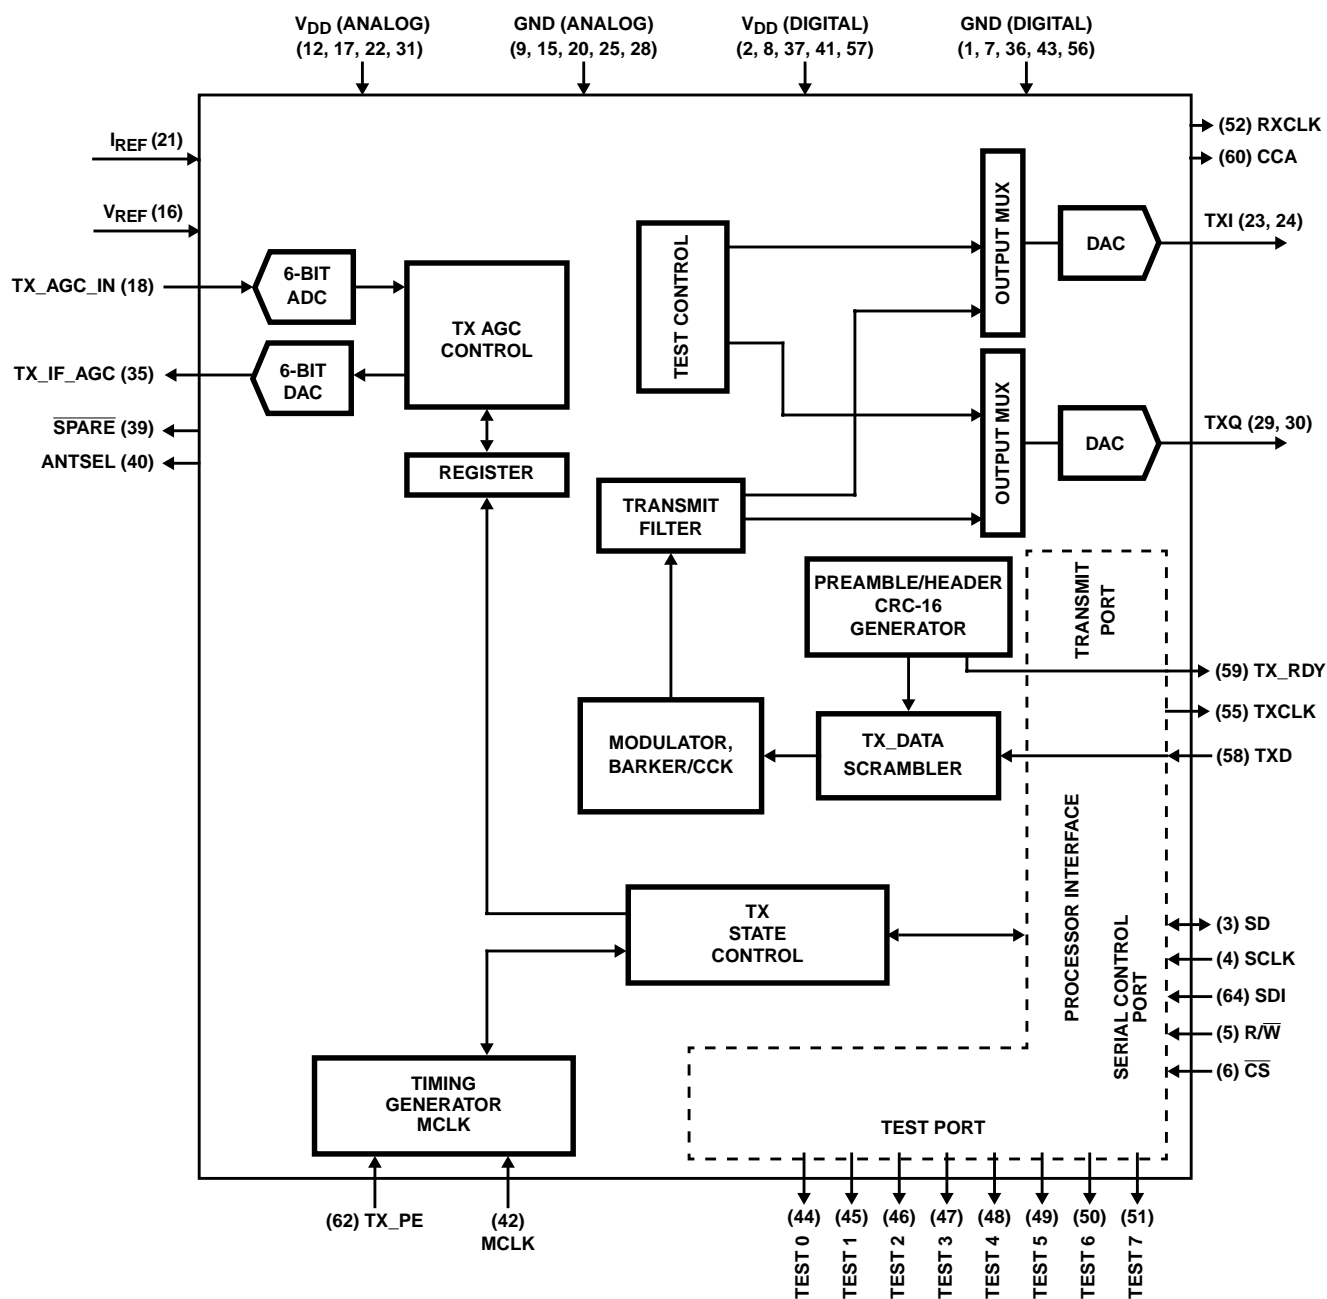 VDD (ANALOG)
(12, 17, 22, 31)
GND (ANALOG)
(9, 15, 20, 25, 28)
VDD (DIGITAL)
(2, 8, 37, 41, 57)
GND (DIGITAL)
(1, 7, 36, 43, 56)
IREF (21)
VREF (16)
TX_AGC_IN (18)
TX_IF_AGC (35)
SPARE (39)
ANTSEL (40)
6-BIT
ADC
6-BIT
DAC
TX AGC
CONTROL
REGISTER
TEST CONTROL
OUTPUT MUX
OUTPUT MUX
DAC
DAC
(52) RXCLK
(60) CCA
TXI (23, 24)
TXQ (29, 30)
TRANSMIT
FILTER
PREAMBLE/HEADER
CRC-16
GENERATOR
TRANSMIT
PORT
(59) TX_RDY
(55) TXCLK
(58) TXD
MODULATOR,
BARKER/CCK
TX_DATA
SCRAMBLER
TX
STATE
CONTROL
PROCESSOR INTERFACE
SERIAL CONTROL
PORT
(3) SD
(4) SCLK
(64) SDI
(5) R/W̅
(6) C̅S̅
TIMING
GENERATOR
MCLK
TEST PORT
(62) TX_PE
(42)
MCLK
(44)
(45)
(46)
(47)
(48)
(49)
(50)
(51)
TEST 0
TEST 1
TEST 2
TEST 3
TEST 4
TEST 5
TEST 6
TEST 7